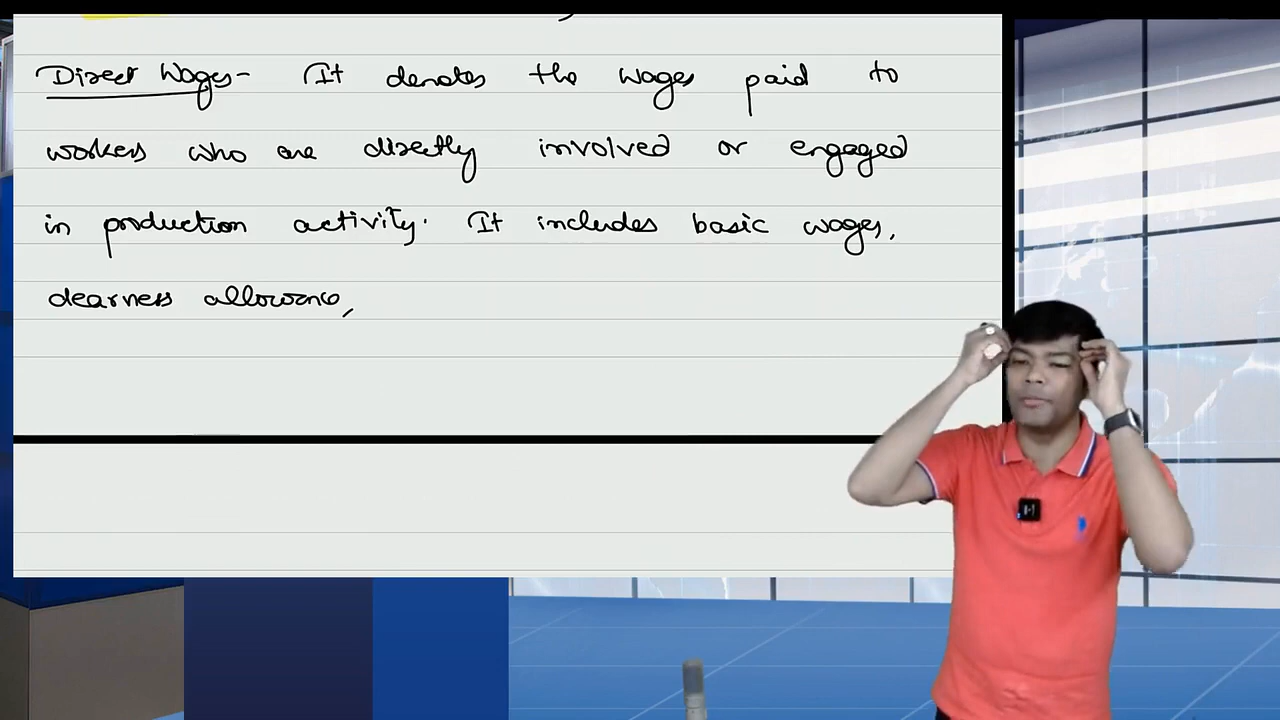 Direct Wages- It denotes the wages paid to
workers who are directly involved or engaged
in production activity. It includes basic wages,
dearness allowance,